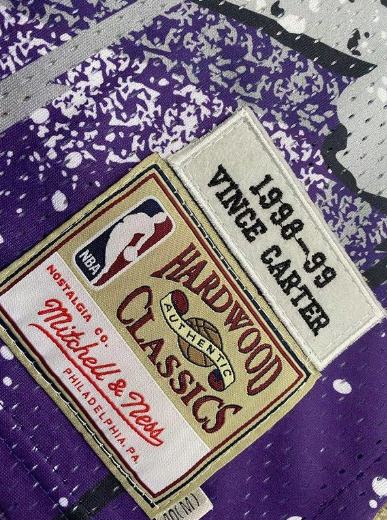 1998-99
VINCE CARTER
NBA
HARDWOOD
AUTHENTIC
CLASSICS
NOSTALGIA CO.
Mitchell & Ness
PHILADELPHIA, PA.
(M)